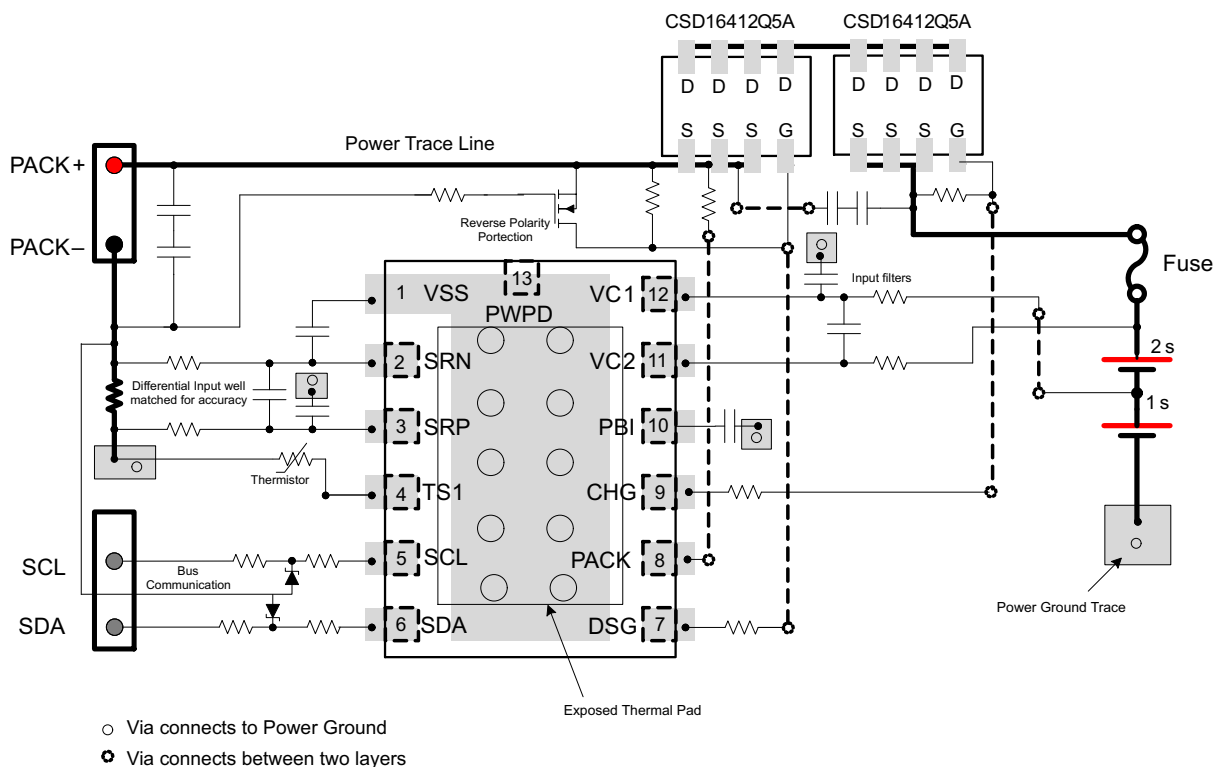 CSD16412Q5A
CSD16412Q5A
D D D D
D D D D
S S S G
S S S G
Power Trace Line
PACK+
PACK–
Reverse Polarity
Portection
Fuse
Input filters
1 VSS
13
PWPD
VC1 12
2 SRN
VC2 11
2 s
Differential Input well
matched for accuracy
1 s
3 SRP
PBI 10
Thermistor
4 TS1
CHG 9
SCL
Bus
Communication
5 SCL
PACK 8
Power Ground Trace
SDA
6 SDA
DSG 7
Exposed Thermal Pad
Via connects to Power Ground
Via connects between two layers